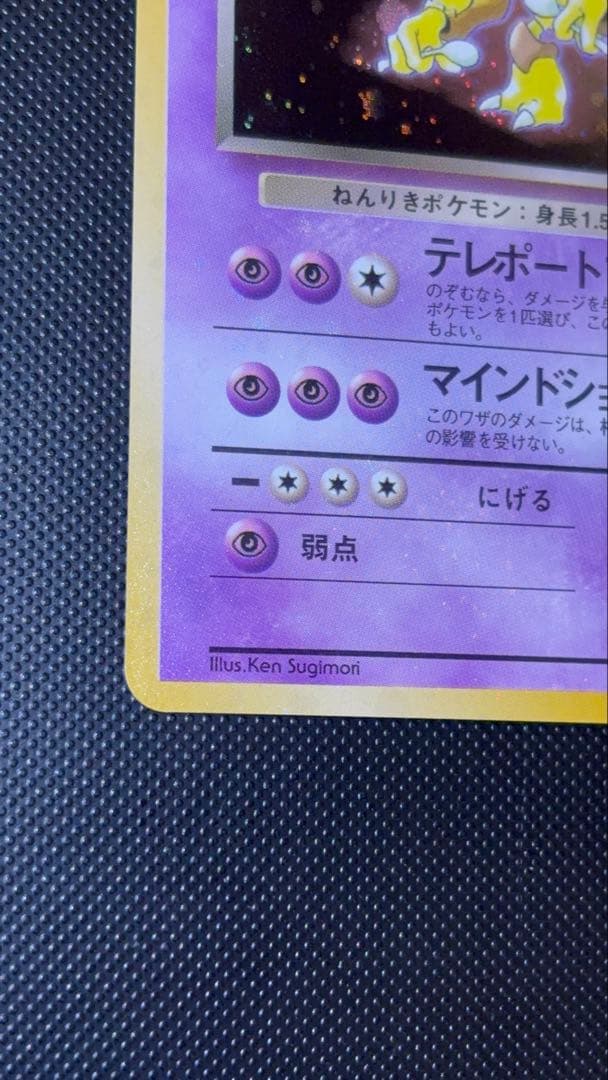 ねんりきポケモン：身長1.5
テレポート
のぞむなら、ダメージを
ポケモンを1匹選び、こ
もよい。
マインドショ
このワザのダメージは、
の影響を受けない。
にげる
弱点
Illus.Ken Sugimori